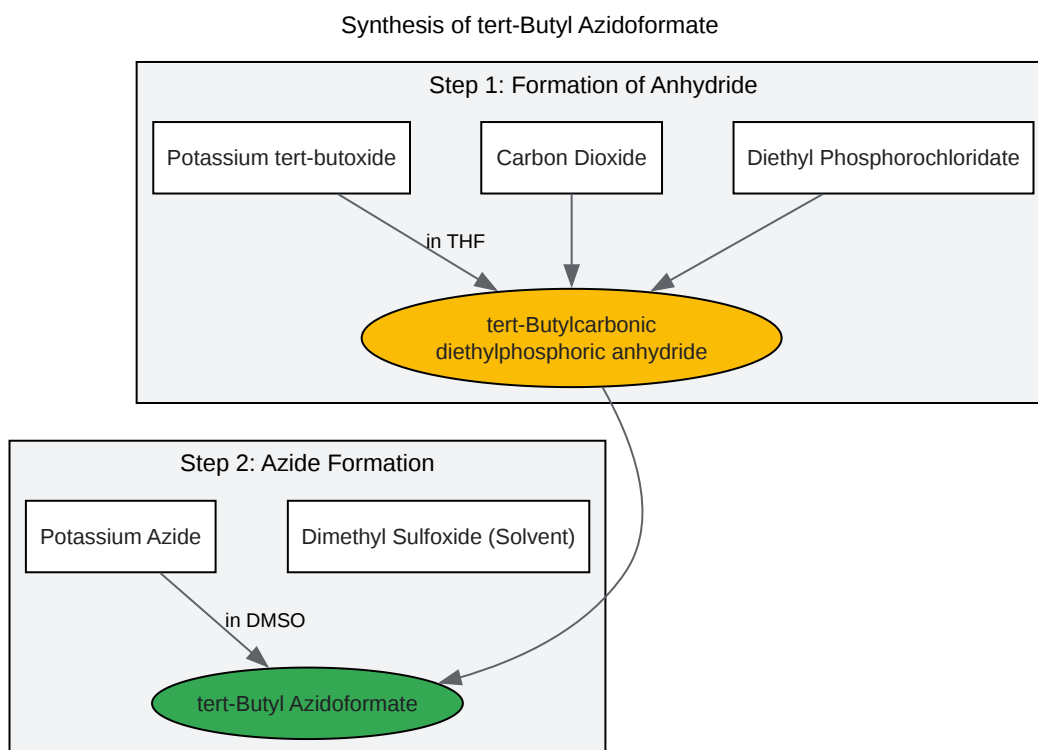 Synthesis of tert-Butyl Azidoformate
Step 1: Formation of Anhydride
Potassium tert-butoxide
Carbon Dioxide
Diethyl Phosphorochloridate
in THF
tert-Butylcarbonic
diethylphosphoric anhydride
Step 2: Azide Formation
Potassium Azide
Dimethyl Sulfoxide (Solvent)
in DMSO
tert-Butyl Azidoformate